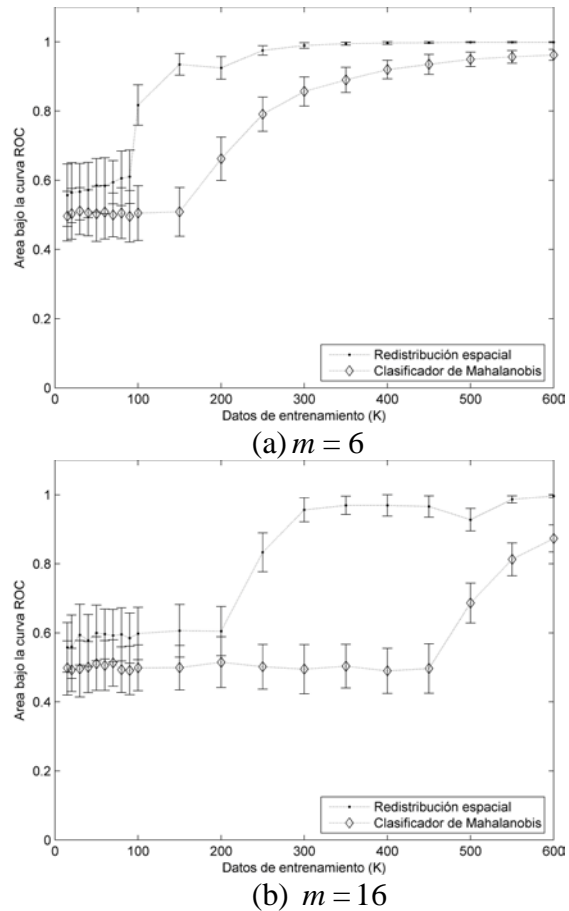 1
0.8
0.6
0.4
0.2
0
Area bajo la curva ROC
Redistribución espacial
Clasificador de Mahalanobis
0 100 200 300 400 500 600
Datos de entrenamiento (K)
(a) m = 6
1
0.8
0.6
0.4
0.2
0
Area bajo la curva ROC
Redistribución espacial
Clasificador de Mahalanobis
0 100 200 300 400 500 600
Datos de entrenamiento (K)
(b) m = 16